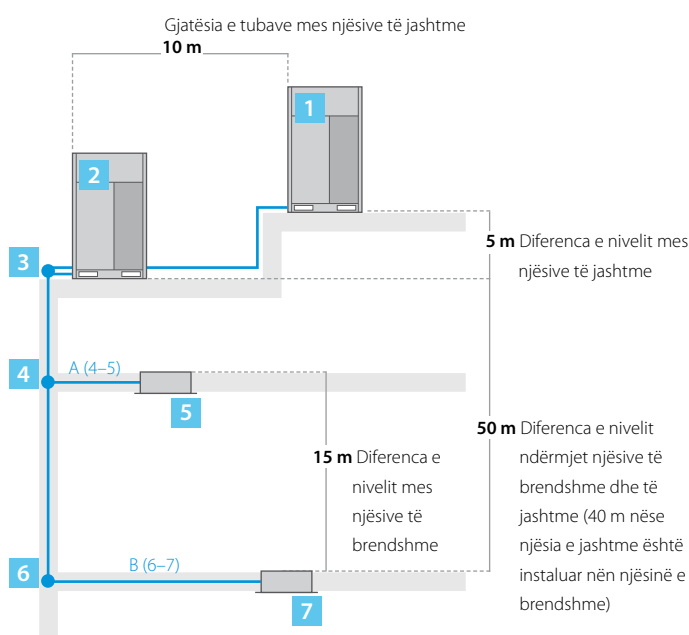 Gjatësia e tubave mes njësive të jashtme
10 m
1
2
3
5 m Diferenca e nivelit mes
njësive të jashtme
4
A (4–5)
5
50 m Diferenca e nivelit
ndërmjet njësive të
brendshme dhe të
jashtme (40 m nëse
njësia e jashtme është
instaluar nën njësinë e
brendshme)
15 m Diferenca e
nivelit mes
njësive të
brendshme
6
B (6–7)
7